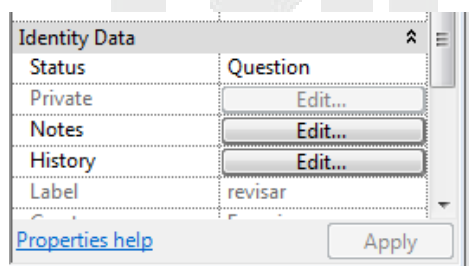 Identity Data
Status Question
Private Edit...
Notes Edit...
History Edit...
Label revisar
Properties help Apply